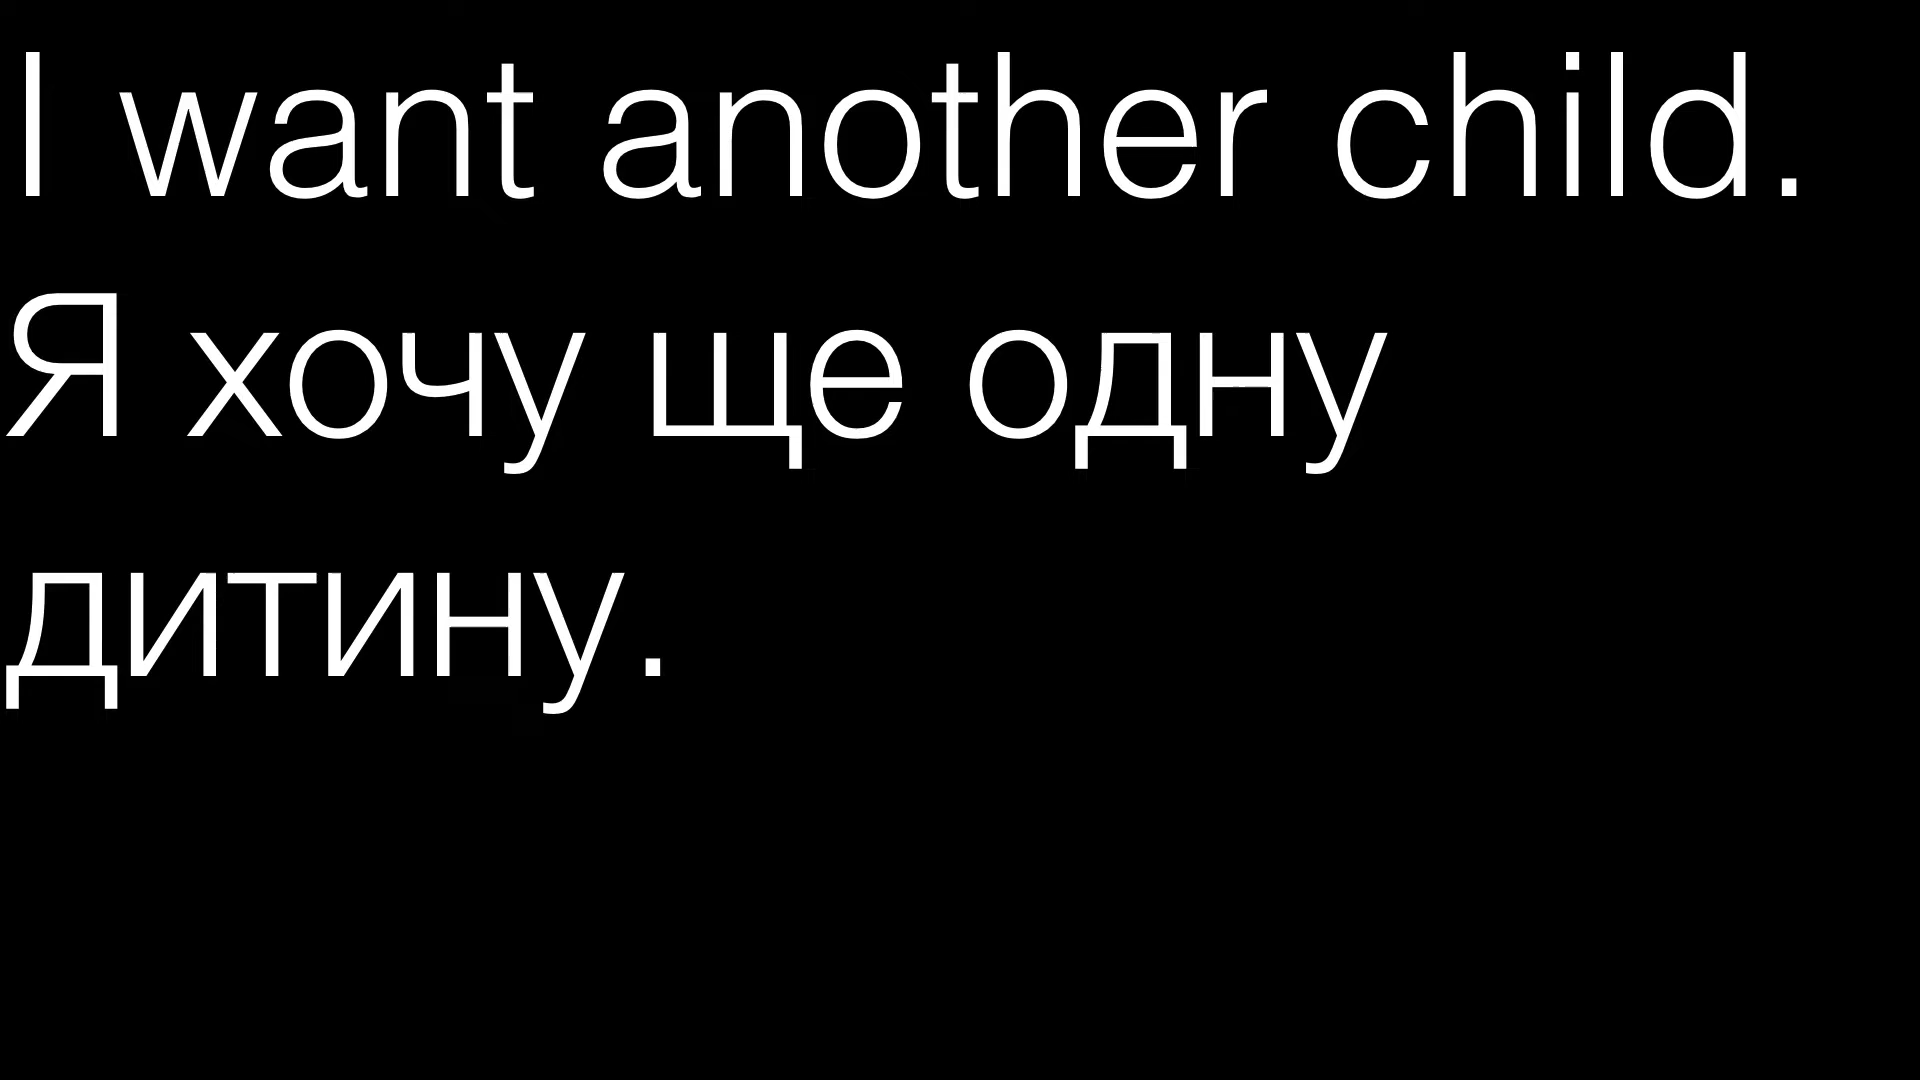 I want another child.
Я хочу ще одну
дитину.